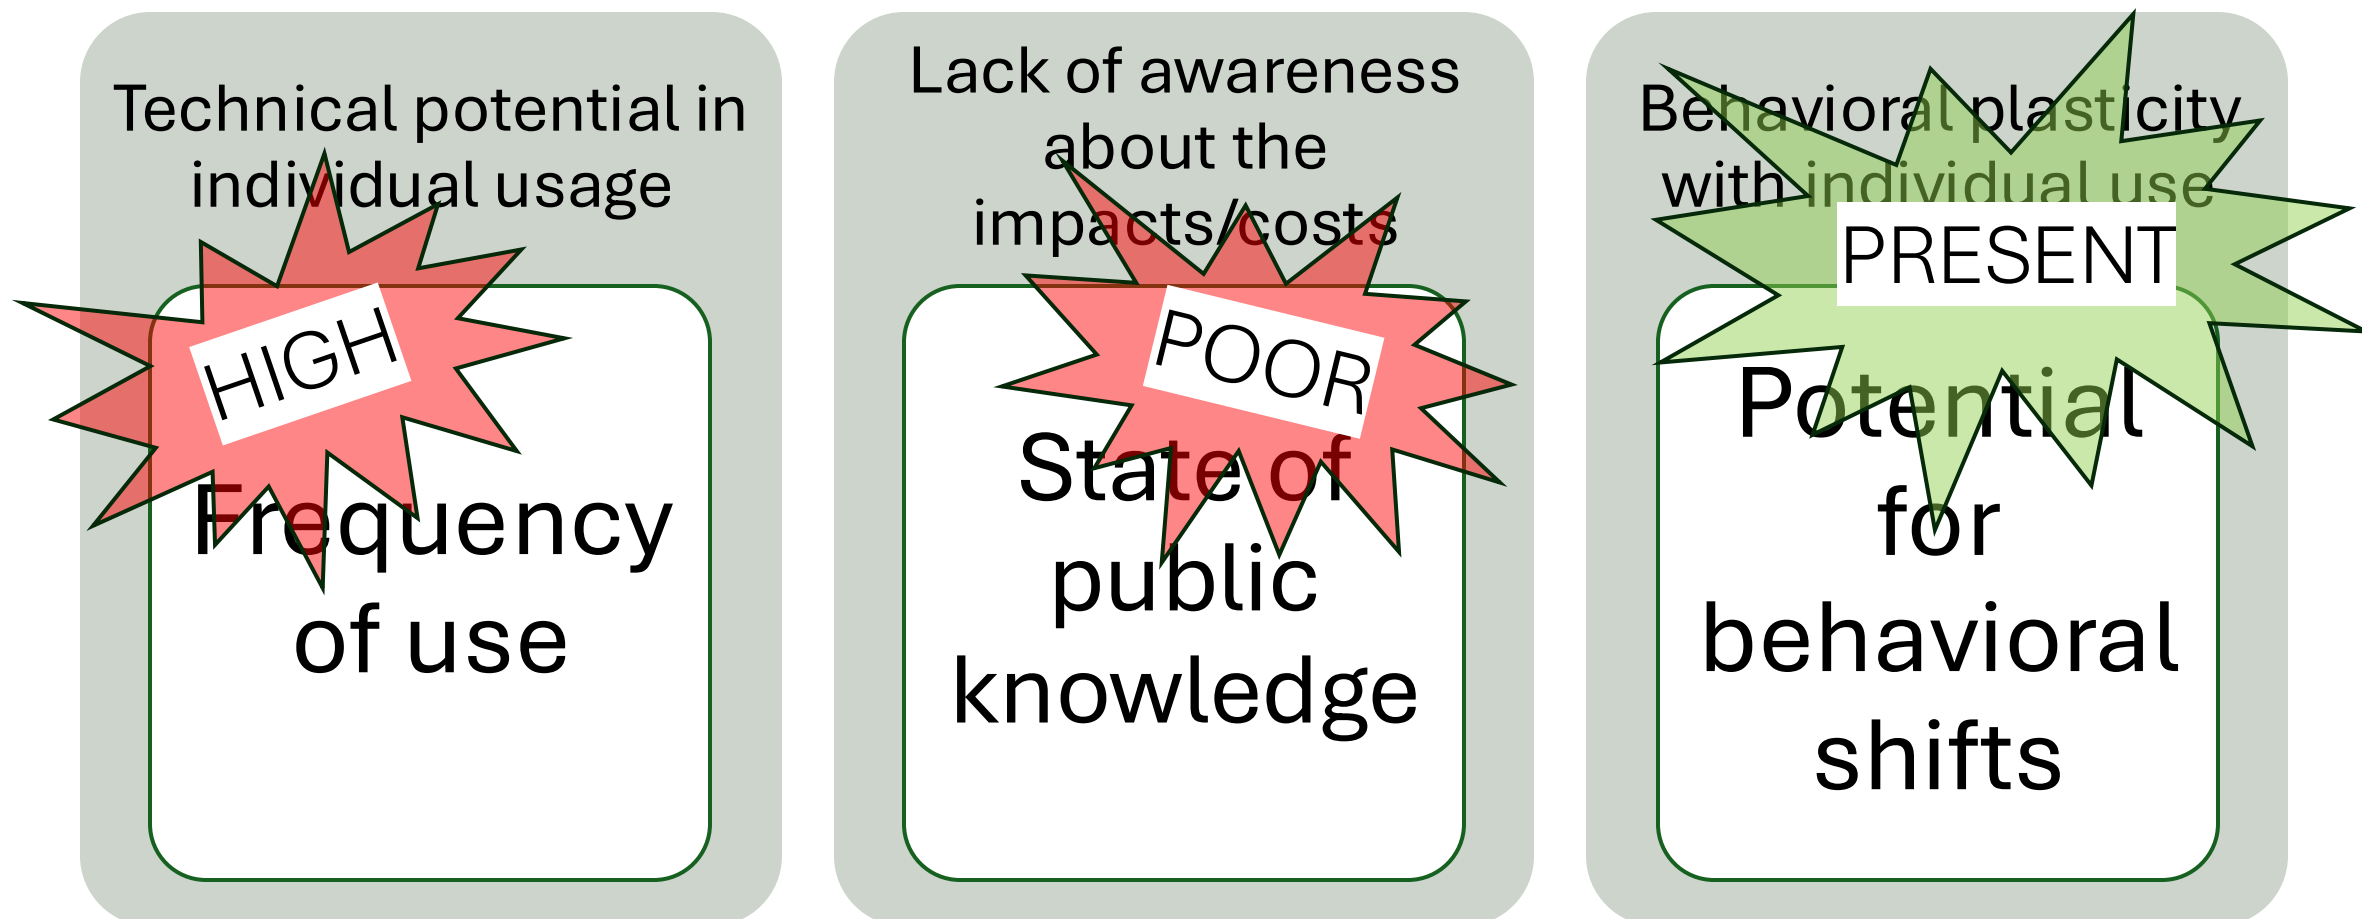 Technical potential in
individual usage
HIGH
Frequency
of use
Lack of awareness
about the
impacts/costs
POOR
State of
public
knowledge
Behavioral plasticity
with individual use
PRESENT
Potential
for
behavioral
shifts